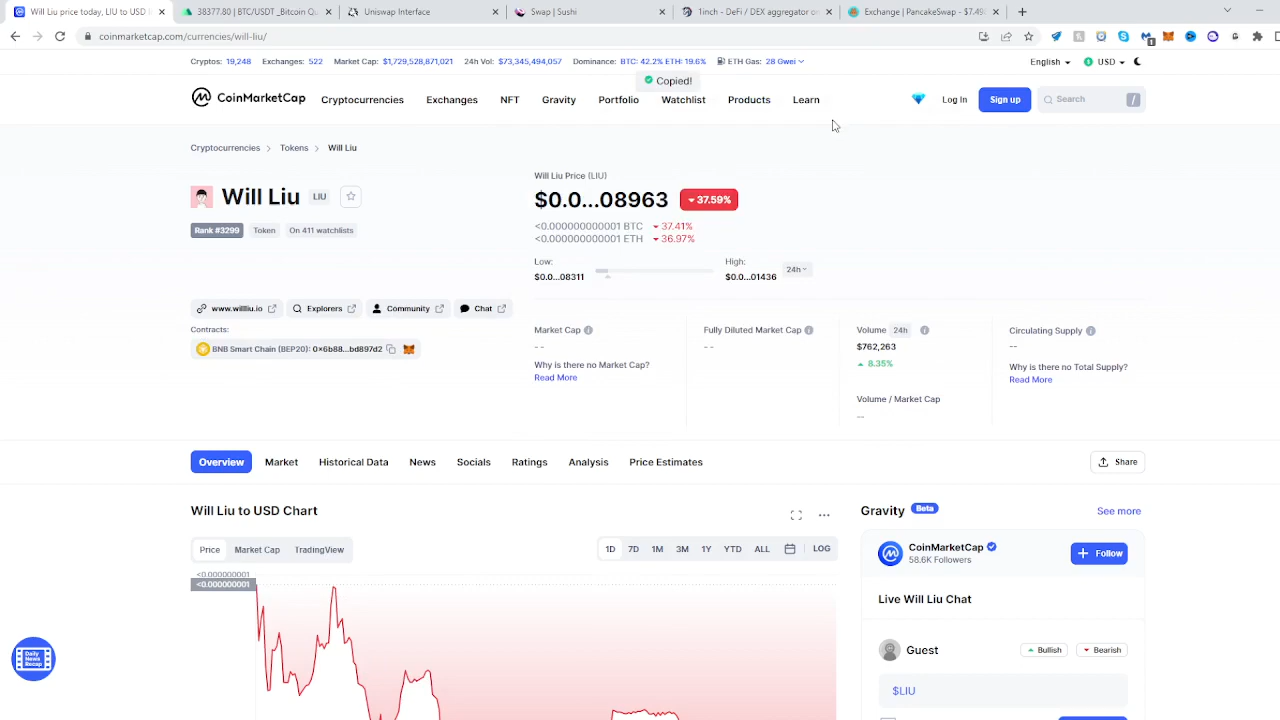 Will Liu price today, LIU to USD l
38377.80 | BTC/USDT _Bitcoin Qu
Uniswap Interface
Swap | Sushi
1inch - DeFi / DEX aggregator o
Exchange | PancakeSwap - $7.49
coinmarketcap.com/currencies/will-liu/
1
Cryptos: 19,248 Exchanges: 522 Market Cap: $1,729,528,871,021 24h Vol: $73,345,494,057 Dominance: BTC: 42.2% ETH: 19.6% ETH Gas: 28 Gwei
English USD
Copied!
CoinMarketCap Cryptocurrencies Exchanges NFT Gravity Portfolio Watchlist Products Learn
Log In Sign up Search /
Cryptocurrencies > Tokens > Will Liu
Will Liu LIU
Rank #3299 Token On 411 watchlists
www.willliu.io Explorers Community Chat
Contracts:
BNB Smart Chain (BEP20): 0x6b88...bd897d2
Will Liu Price (LIU)
$0.0...08963 37.59%
<0.000000000001 BTC 37.41%
<0.000000000001 ETH 36.97%
Low: High:
$0.0...08311 $0.0...01436 24h
Market Cap
- -
Why is there no Market Cap?
Read More
Fully Diluted Market Cap
- -
Volume 24h
$762,263
8.35%
Volume / Market Cap
--
Circulating Supply
--
Why is there no Total Supply?
Read More
Overview Market Historical Data News Socials Ratings Analysis Price Estimates Share
Will Liu to USD Chart
Price Market Cap TradingView
1D 7D 1M 3M 1Y YTD ALL LOG
<0.000000001
<0.000000001
Gravity Beta See more
CoinMarketCap
58.6K Followers
+ Follow
Live Will Liu Chat
Guest Bullish Bearish
$LIU
Daily
News
Recap